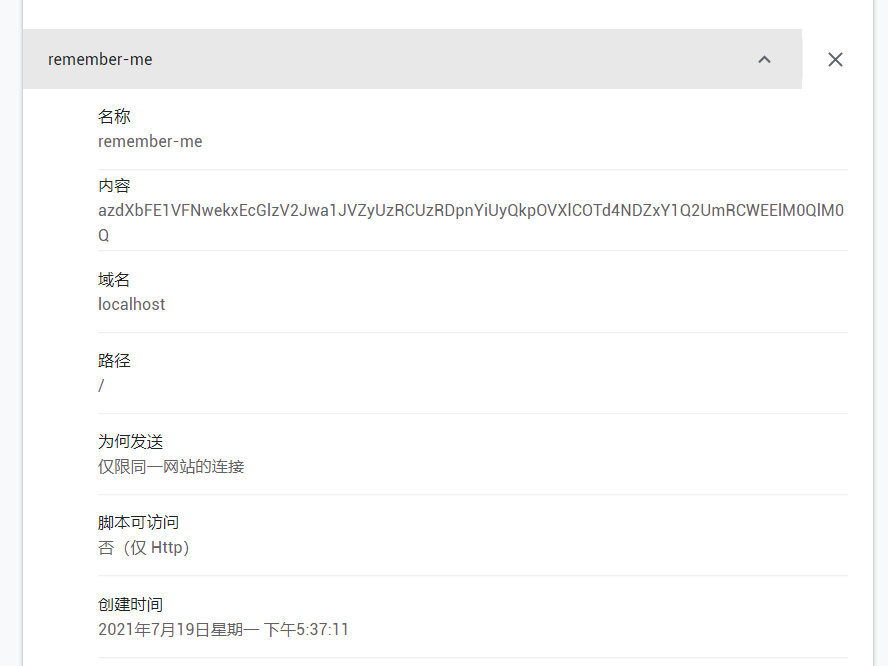 remember-me
名称
remember-me
内容
azdXbFE1VFNwekxEcGlzV2Jwa1JVZyUzRCUzRDpnYiUyQkpOVXlCOTd4NDZxY1Q2UmRCWEElM0QlM0
Q
域名
localhost
路径
/
为何发送
仅限同一网站的连接
脚本可访问
否（仅 Http）
创建时间
2021年7月19日星期一 下午5:37:11